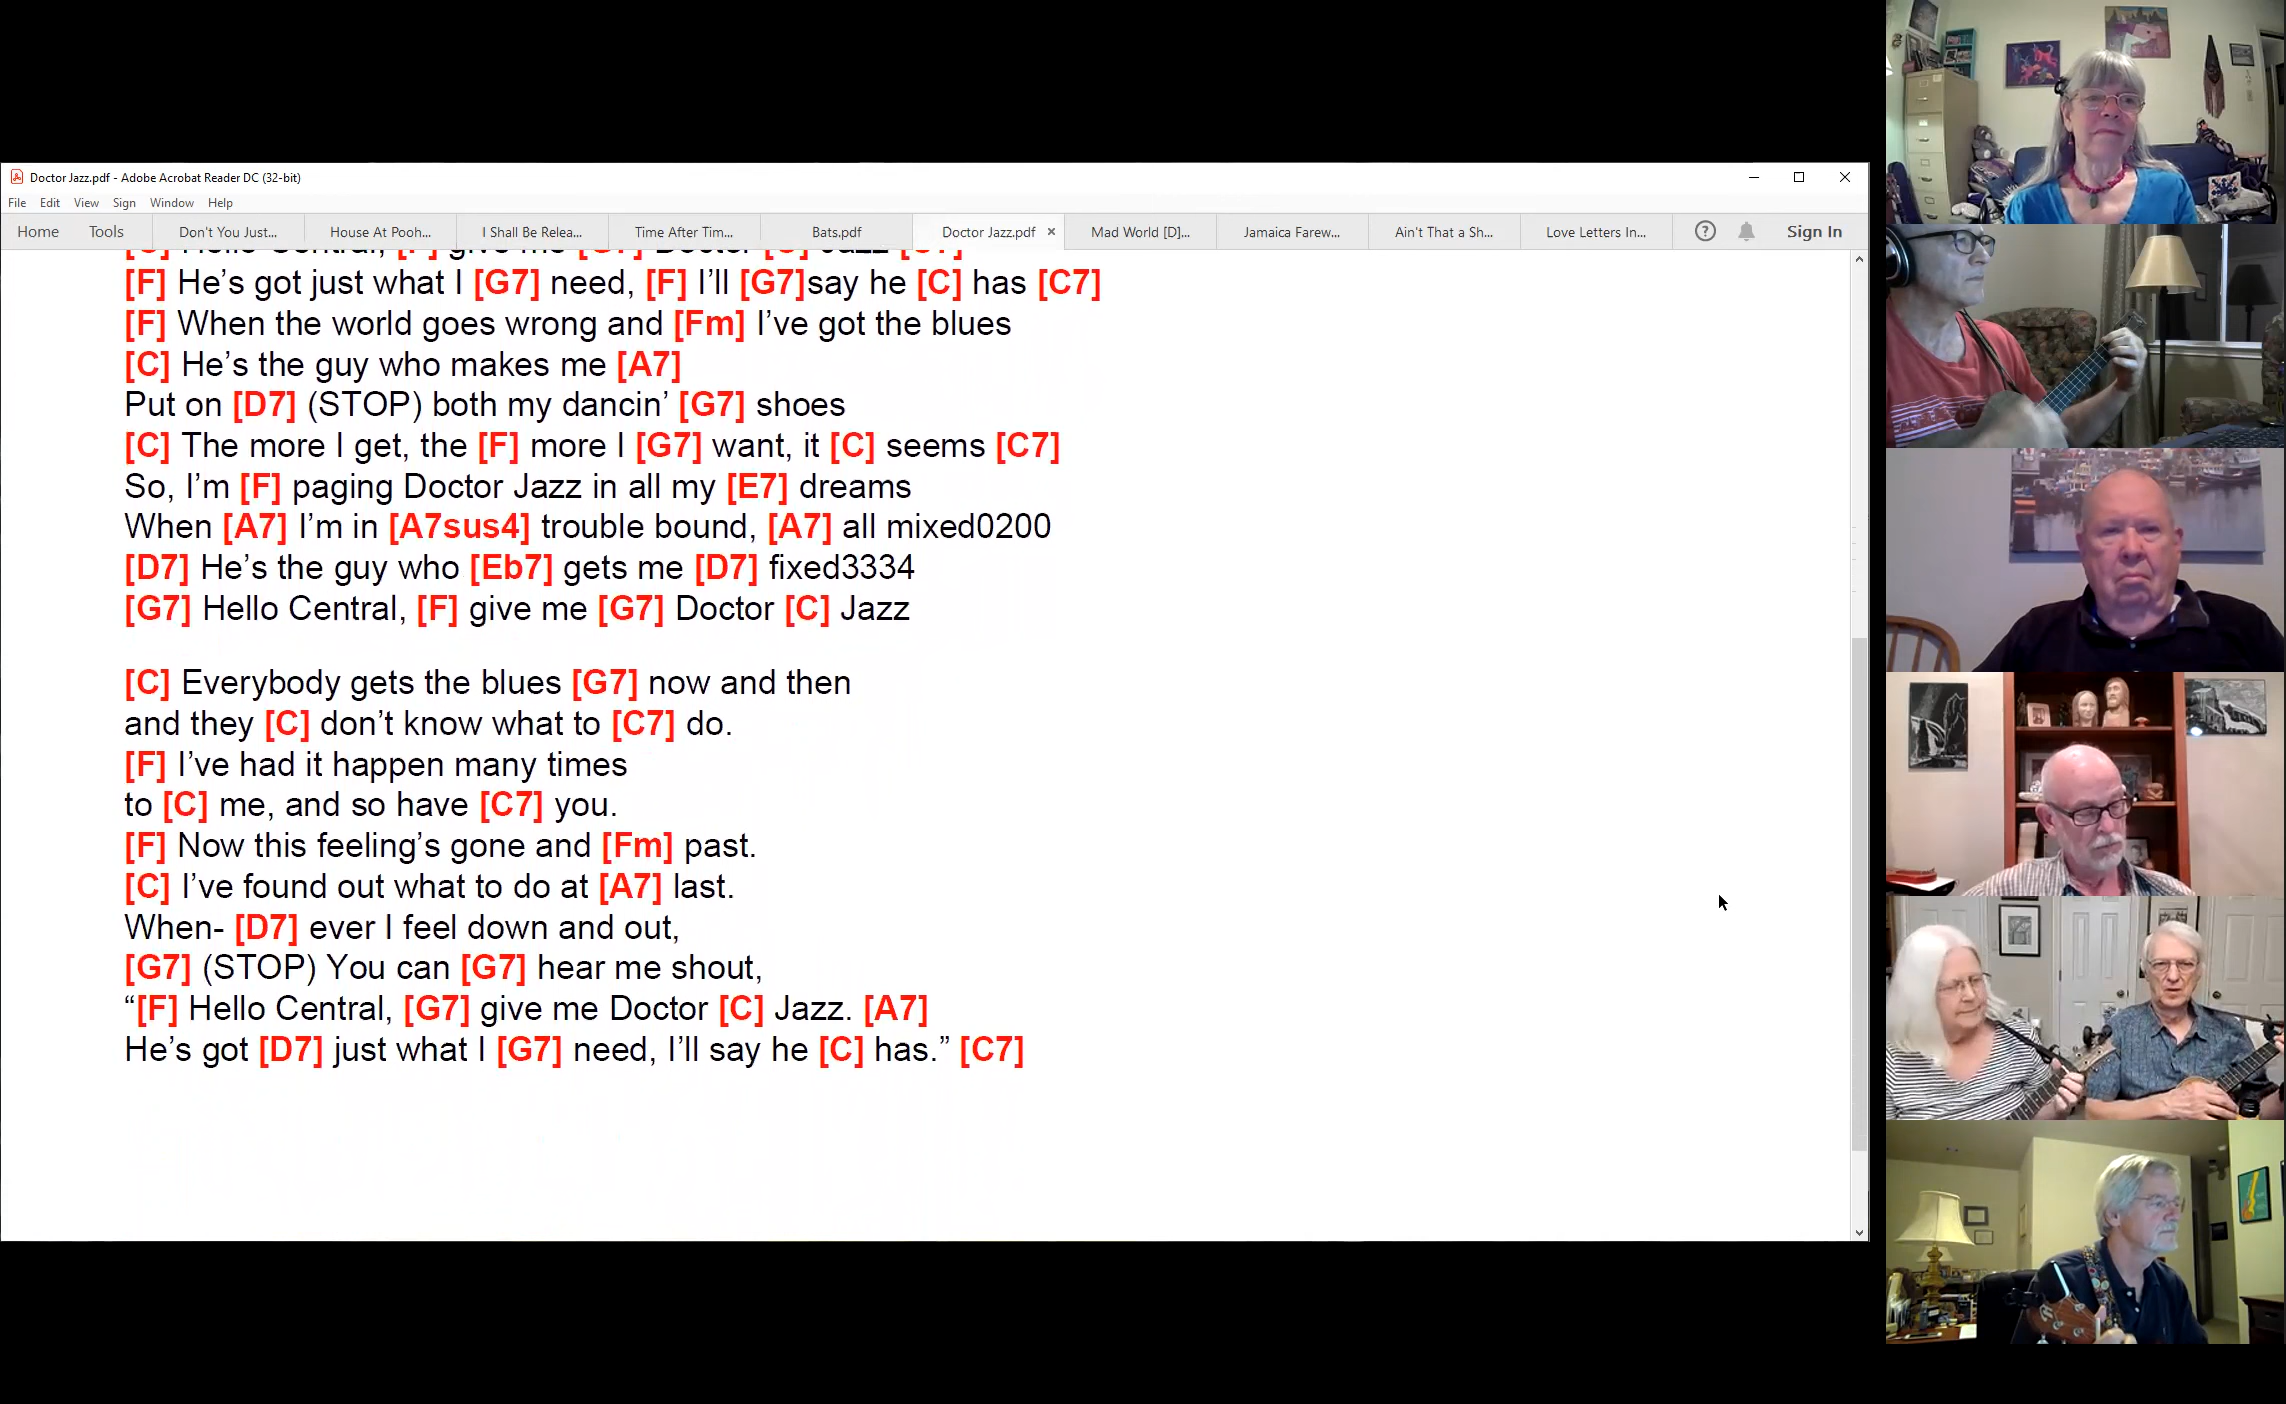 Doctor Jazz.pdf - Adobe Acrobat Reader DC (32-bit)
File Edit View Sign Window Help
Home Tools Don't You Just... House At Pooh... I Shall Be Relea... Time After Tim... Bats.pdf Doctor Jazz.pdf × Mad World [D]... Jamaica Farew... Ain't That a Sh... Love Letters In... Sign In
Hello Central, [F] give me [G7] Doctor [C] Jazz [C7]
[F] He’s got just what I [G7] need, [F] I’ll [G7]say he [C] has [C7]
[F] When the world goes wrong and [Fm] I’ve got the blues
[C] He’s the guy who makes me [A7]
Put on [D7] (STOP) both my dancin’ [G7] shoes
[C] The more I get, the [F] more I [G7] want, it [C] seems [C7]
So, I’m [F] paging Doctor Jazz in all my [E7] dreams
When [A7] I’m in [A7sus4] trouble bound, [A7] all mixed0200
[D7] He’s the guy who [Eb7] gets me [D7] fixed3334
[G7] Hello Central, [F] give me [G7] Doctor [C] Jazz
[C] Everybody gets the blues [G7] now and then
and they [C] don’t know what to [C7] do.
[F] I’ve had it happen many times
to [C] me, and so have [C7] you.
[F] Now this feeling’s gone and [Fm] past.
[C] I’ve found out what to do at [A7] last.
When- [D7] ever I feel down and out,
[G7] (STOP) You can [G7] hear me shout,
“[F] Hello Central, [G7] give me Doctor [C] Jazz. [A7]
He’s got [D7] just what I [G7] need, I’ll say he [C] has.” [C7]